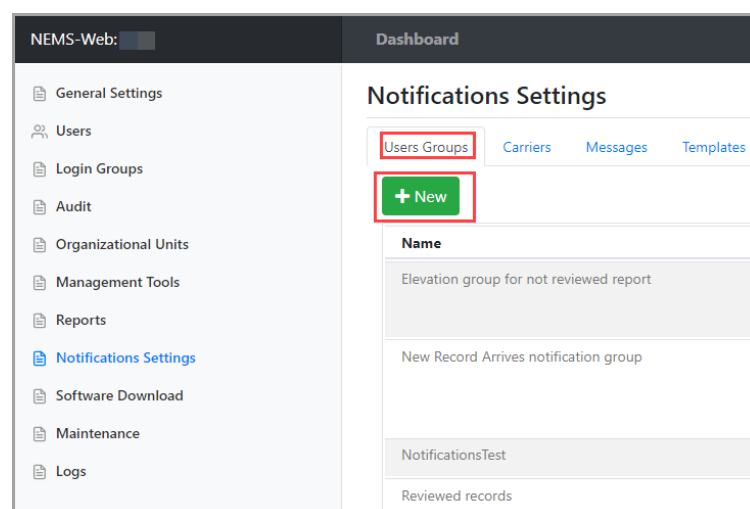 NEMS-Web:
Dashboard
General Settings
Users
Login Groups
Audit
Organizational Units
Management Tools
Reports
Notifications Settings
Software Download
Maintenance
Logs
Notifications Settings
Users Groups Carriers Messages Templates
+ New
Name
Elevation group for not reviewed report
New Record Arrives notification group
NotificationsTest
Reviewed records